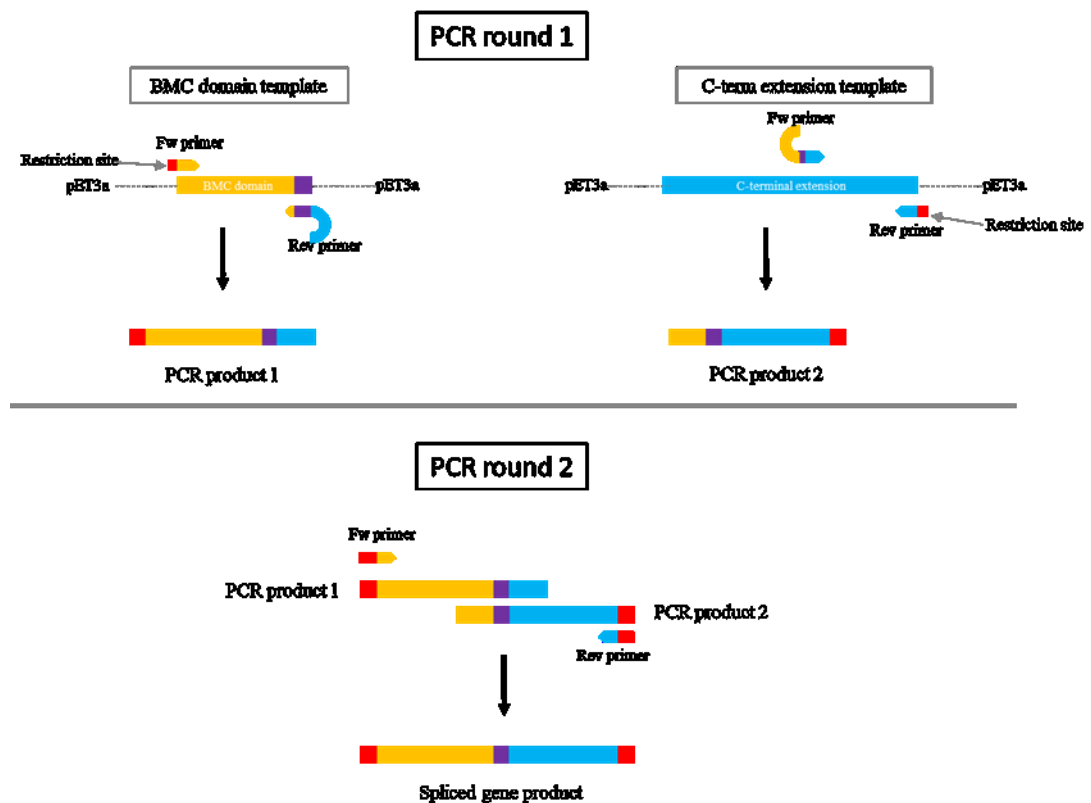 PCR round 1
BMC domain template
C-term extension template
Fw primer
Fw primer
Restriction site
pET3a
BMC domain
pET3a
pET3a
C-terminal extension
pET3a
Rev primer
Rev primer
Restriction site
PCR product 1
PCR product 2
PCR round 2
Fw primer
PCR product 1
PCR product 2
Rev primer
Spliced gene product